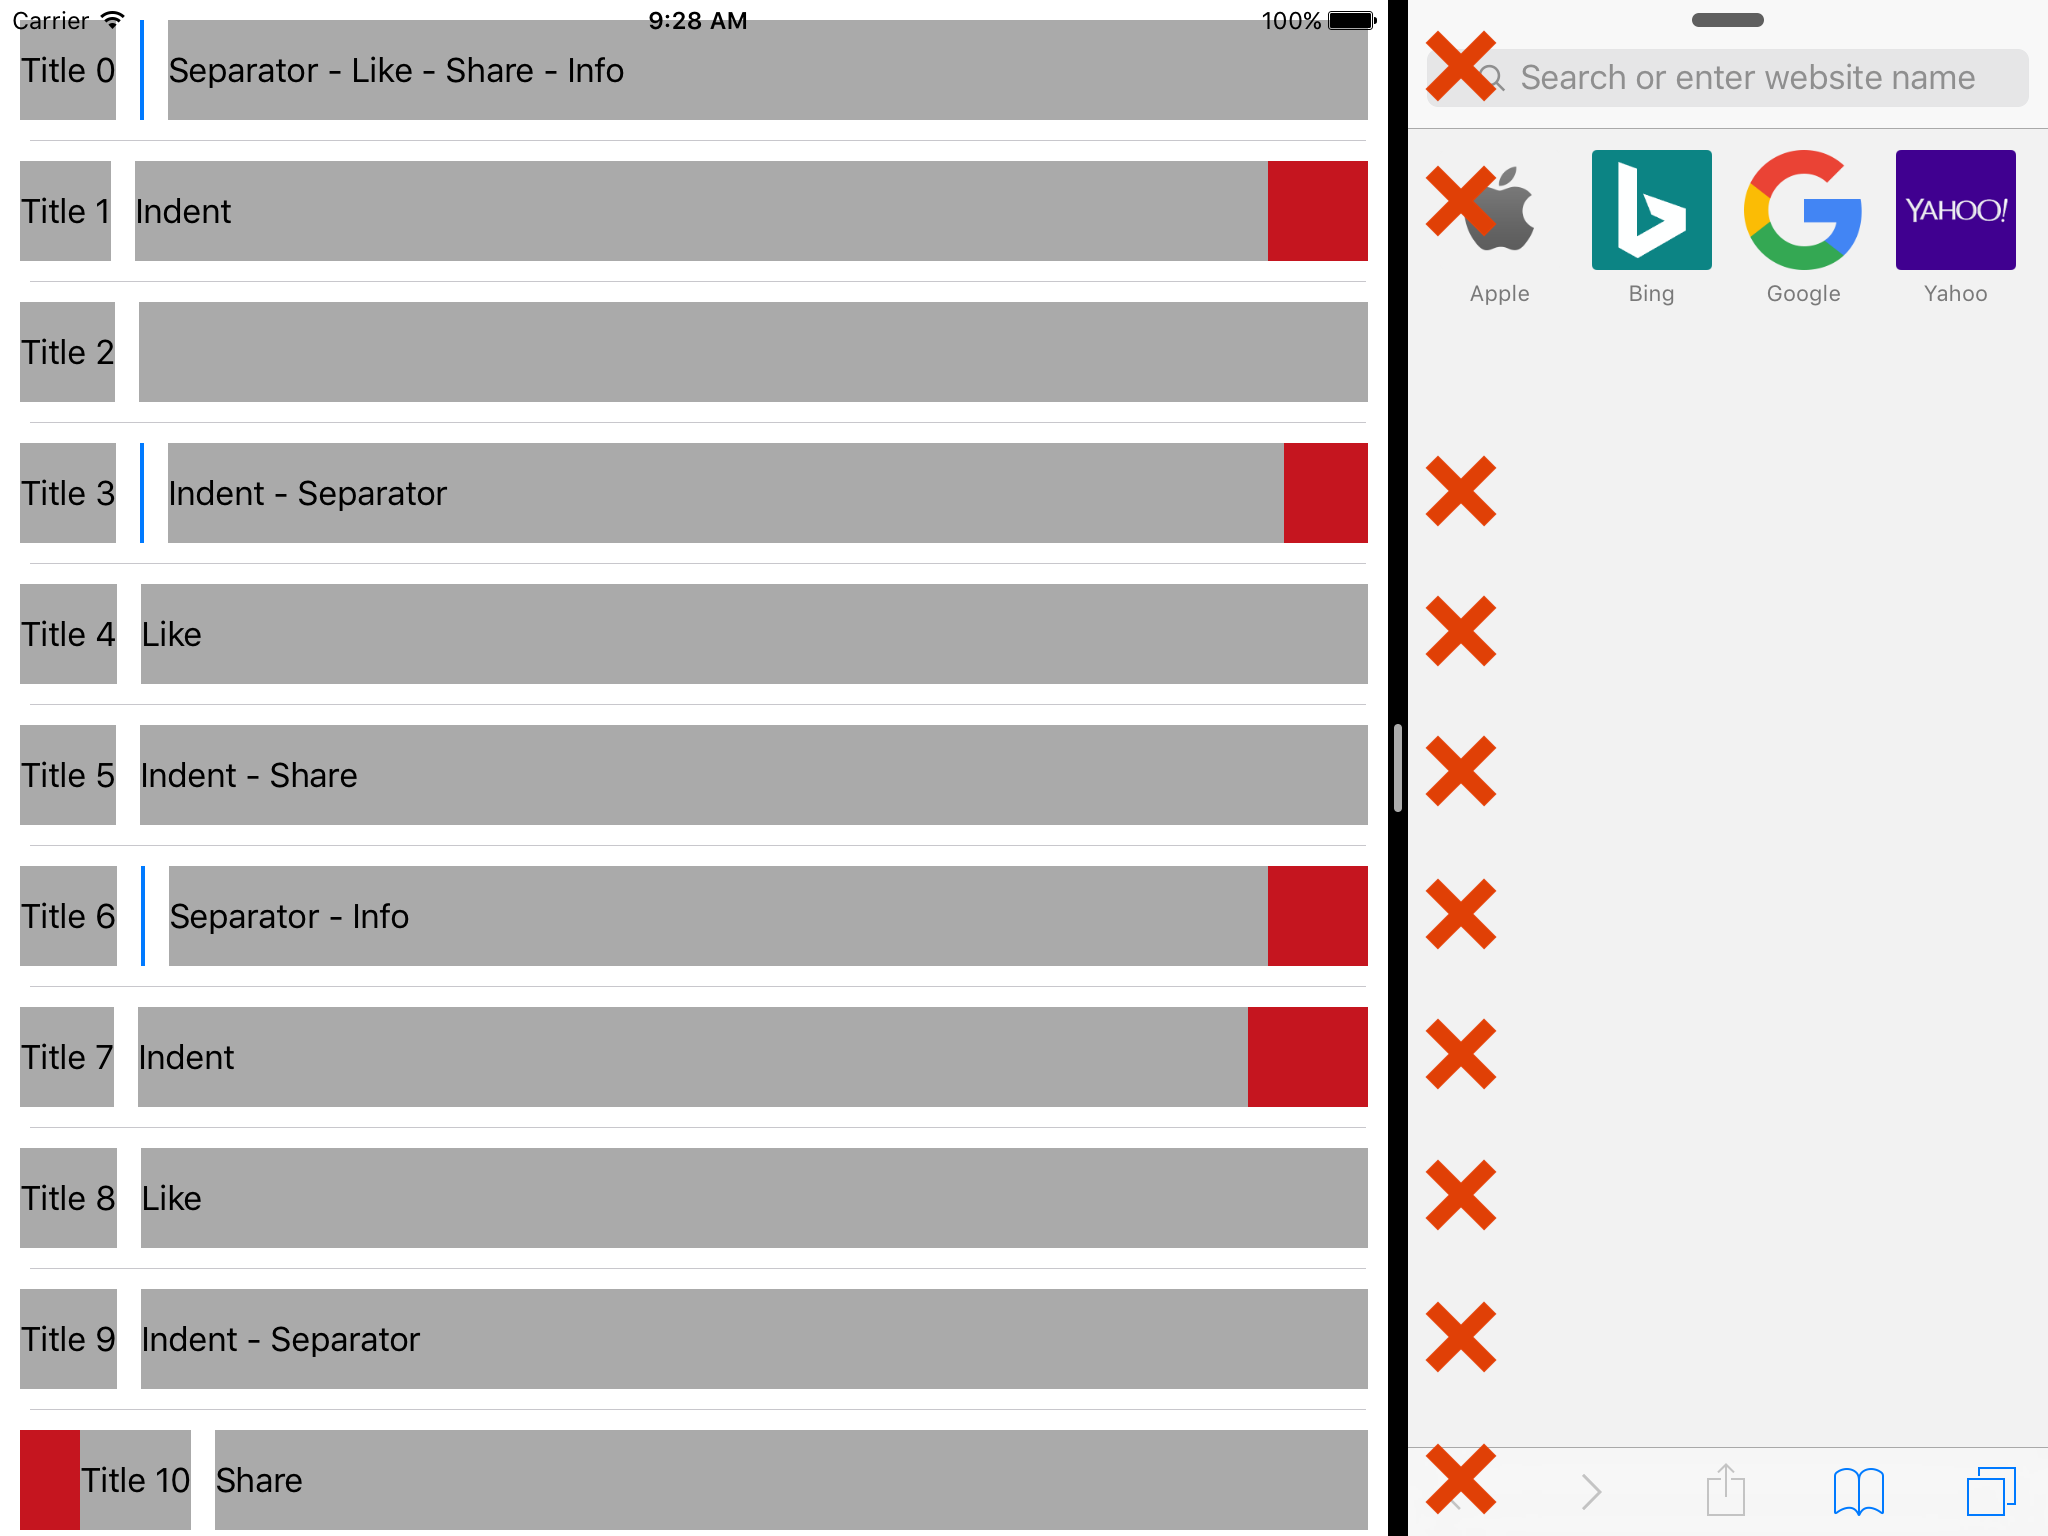 Carrier 9:28 AM 100%
Title 0 Separator - Like - Share - Info
Title 1 Indent
Title 2
Title 3 Indent - Separator
Title 4 Like
Title 5 Indent - Share
Title 6 Separator - Info
Title 7 Indent
Title 8 Like
Title 9 Indent - Separator
Title 10 Share
Search or enter website name
YAHOO!
Apple Bing Google Yahoo